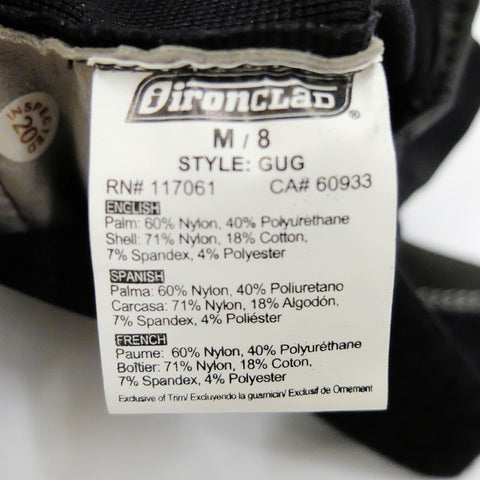 ironclad
®
M / 8
STYLE: GUG
RN# 117061 CA# 60933
ENGLISH
Palm: 60% Nylon, 40% Polyurethane
Shell: 71% Nylon, 18% Cotton,
7% Spandex, 4% Polyester
SPANISH
Palma: 60% Nylon, 40% Poliuretano
Carcasa: 71% Nylon, 18% Algodón,
7% Spandex, 4% Poliéster
FRENCH
Paume: 60% Nylon, 40% Polyuréthane
Boîtier: 71% Nylon, 18% Coton,
7% Spandex, 4% Polyester
Exclusive of Trim/ Excluyendo la guarnicin/ Exclusif de Ornement
INSPECTED
20